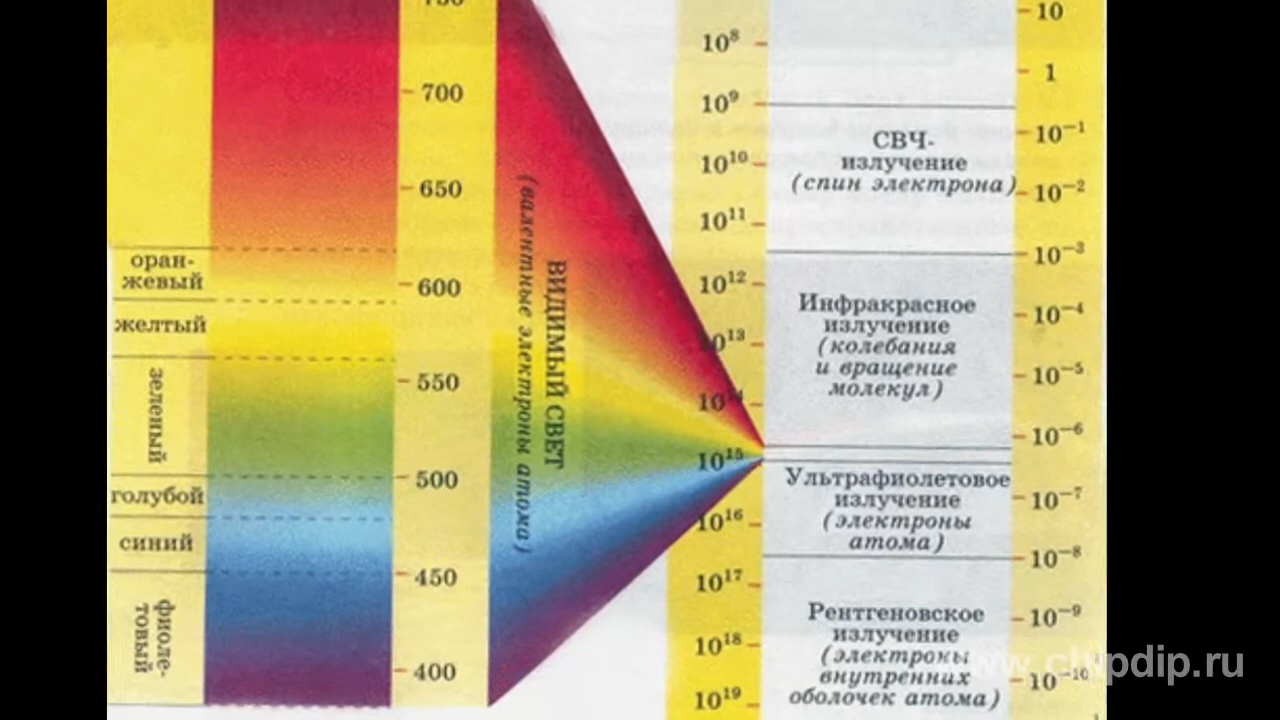 750
700
650
600
550
500
450
400
оран-
жевый
желтый
зеленый
голубой
синий
фиоле-
товый
ВИДИМЫЙ СВЕТ
(валентные электроны атома)
10⁸
10⁹
10¹⁰
10¹¹
10¹²
10¹³
10¹⁴
10¹⁵
10¹⁶
10¹⁷
10¹⁸
10¹⁹
СВЧ-
излучение
(спин электрона)
Инфракрасное
излучение
(колебания
и вращение
молекул)
Ультрафиолетовое
излучение
(электроны
атома)
Рентгеновское
излучение
(электроны
внутренних
оболочек атома)
10
1
10⁻¹
10⁻²
10⁻³
10⁻⁴
10⁻⁵
10⁻⁶
10⁻⁷
10⁻⁸
10⁻⁹
10⁻¹⁰